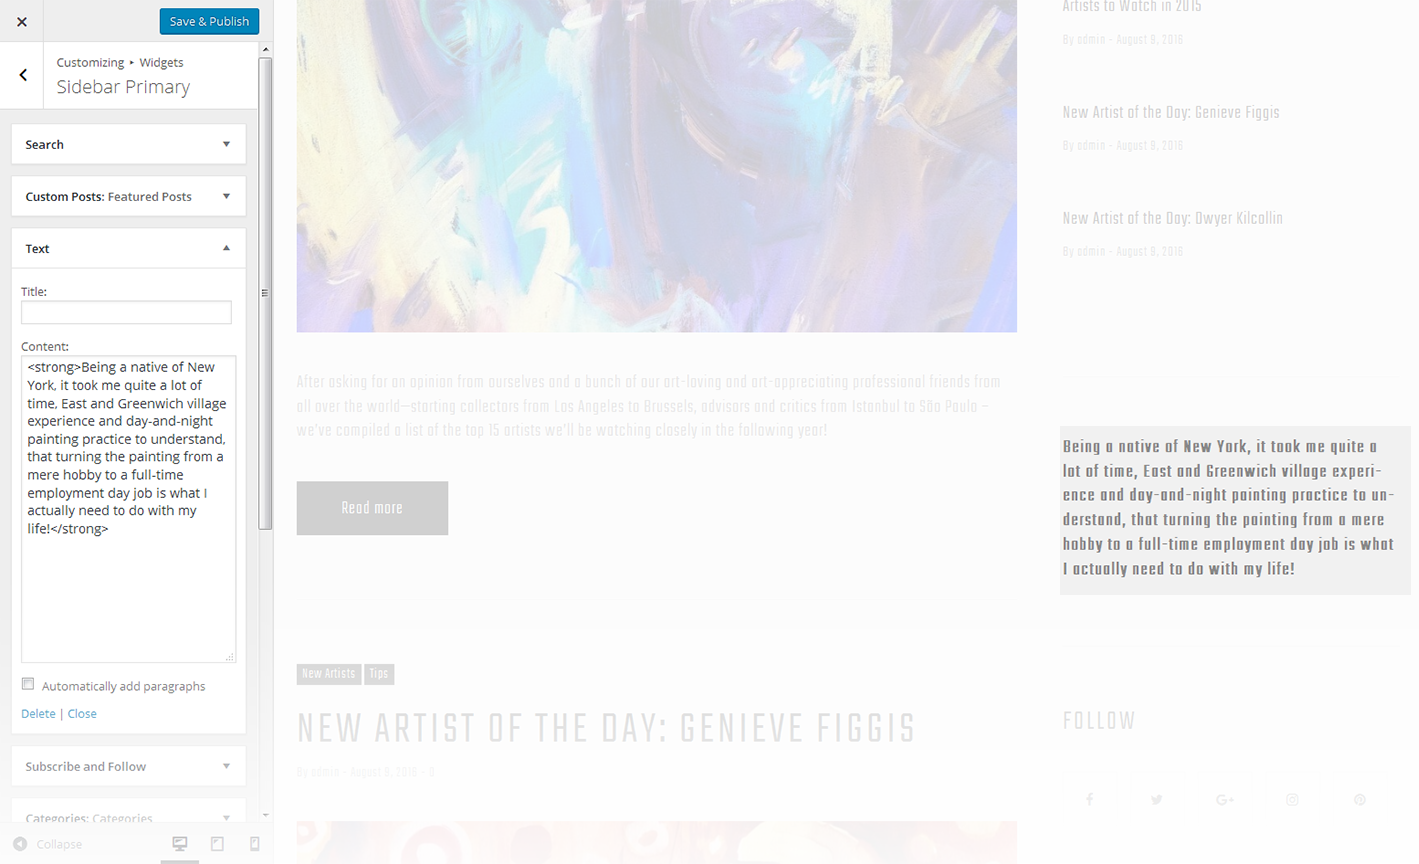 Save & Publish
Customizing ▸ Widgets
Sidebar Primary
Search
Custom Posts: Featured Posts
Text
Title:
Content:
<strong>Being a native of New
York, it took me quite a lot of
time, East and Greenwich village
experience and day-and-night
painting practice to understand,
that turning the painting from a
mere hobby to a full-time
employment day job is what I
actually need to do with my
life!</strong>
Automatically add paragraphs
Delete | Close
Subscribe and Follow
Categories: Categories
Collapse
After asking for an opinion from ourselves and a bunch of our art-loving and art-appreciating professional friends from
all over the world—starting collectors from Los Angeles to Brussels, advisors and critics from Istanbul to São Paulo –
we've compiled a list of the top 15 artists we'll be watching closely in the following year!
Read more
New Artists
Tips
NEW ARTIST OF THE DAY: GENIEVE FIGGIS
By admin - August 9, 2016 - 0
Artists to Watch in 2015
By admin - August 9, 2016
New Artist of the Day: Genieve Figgis
By admin - August 9, 2016
New Artist of the Day: Dwyer Kilcollin
By admin - August 9, 2016
Being a native of New York, it took me quite a
lot of time, East and Greenwich village experi-
ence and day-and-night painting practice to un-
derstand, that turning the painting from a mere
hobby to a full-time employment day job is what
I actually need to do with my life!
FOLLOW